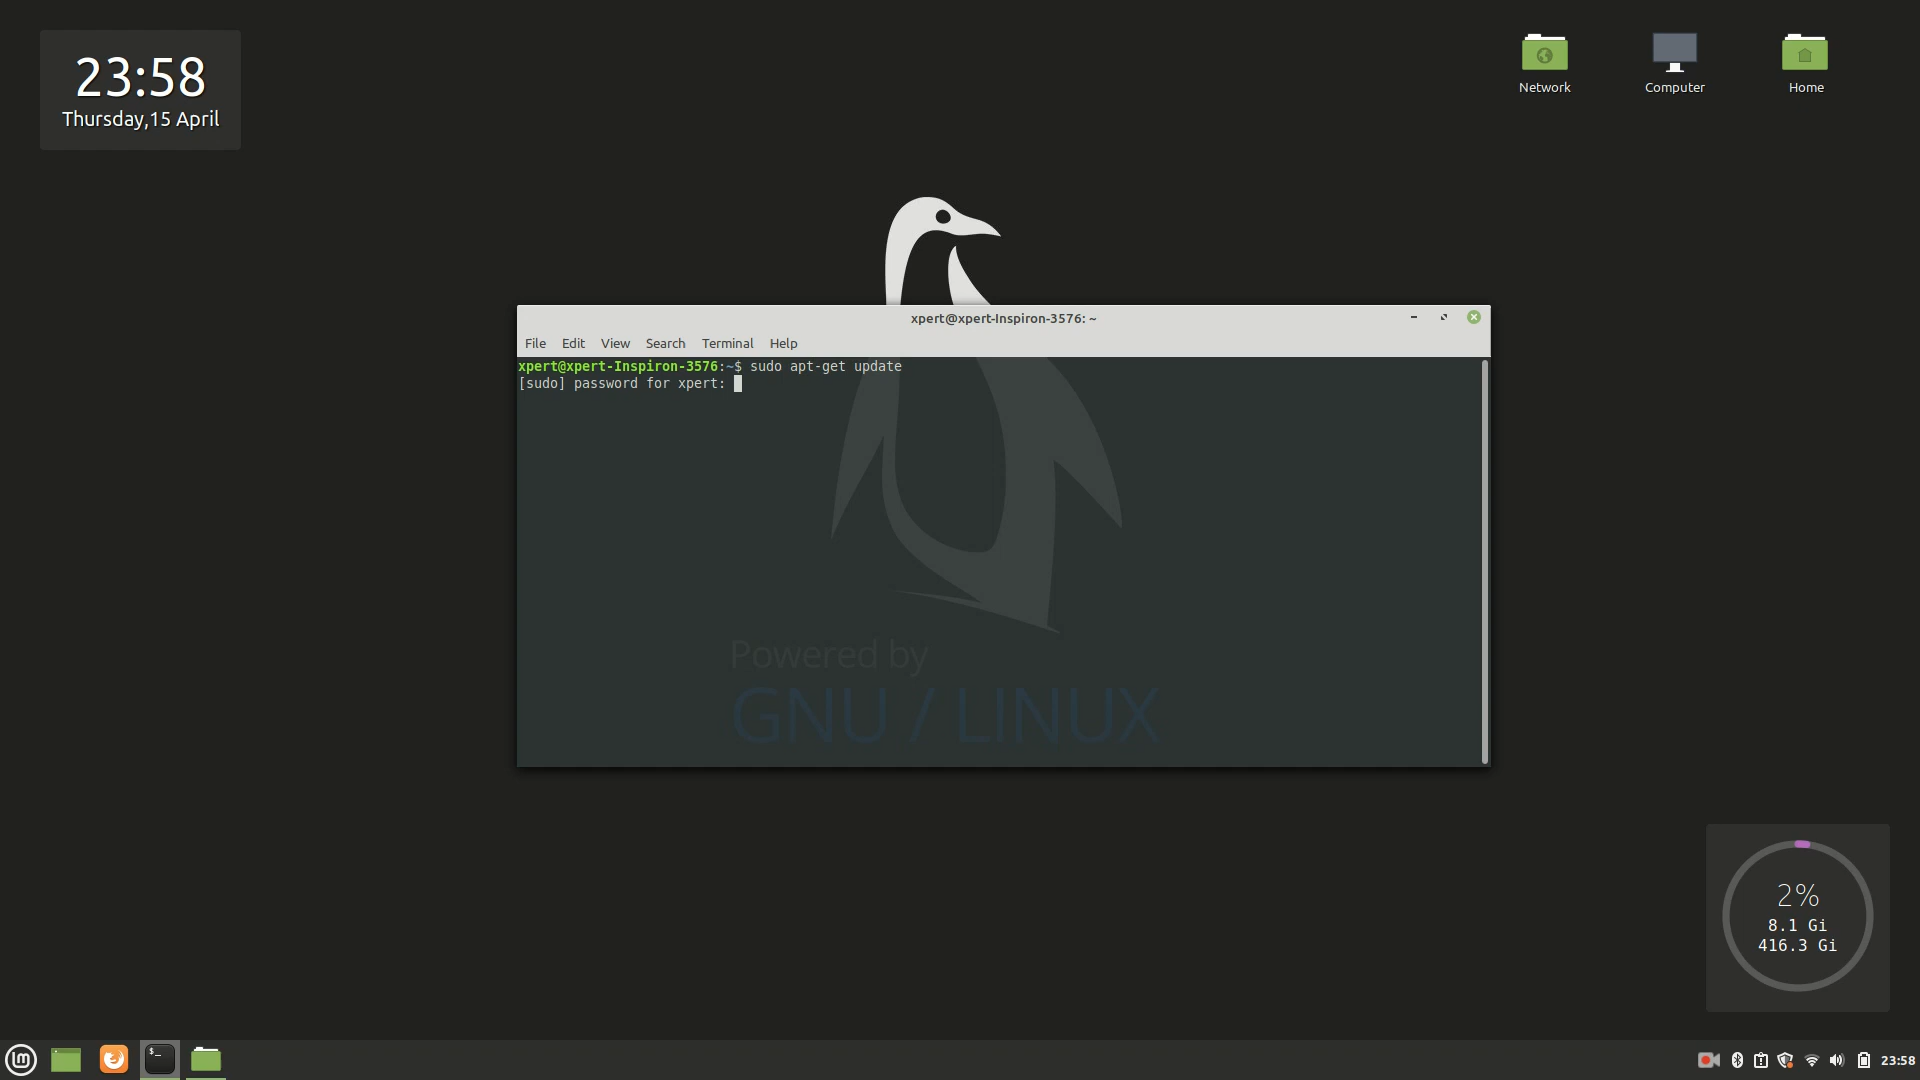 23:58
Thursday,15 April
Network
Computer
Home
xpert@xpert-Inspiron-3576: ~
File Edit View Search Terminal Help
xpert@xpert-Inspiron-3576:~$ sudo apt-get update
[sudo] password for xpert:
Powered by
GNU / LINUX
2%
8.1 Gi
416.3 Gi
lm
$_
23:58